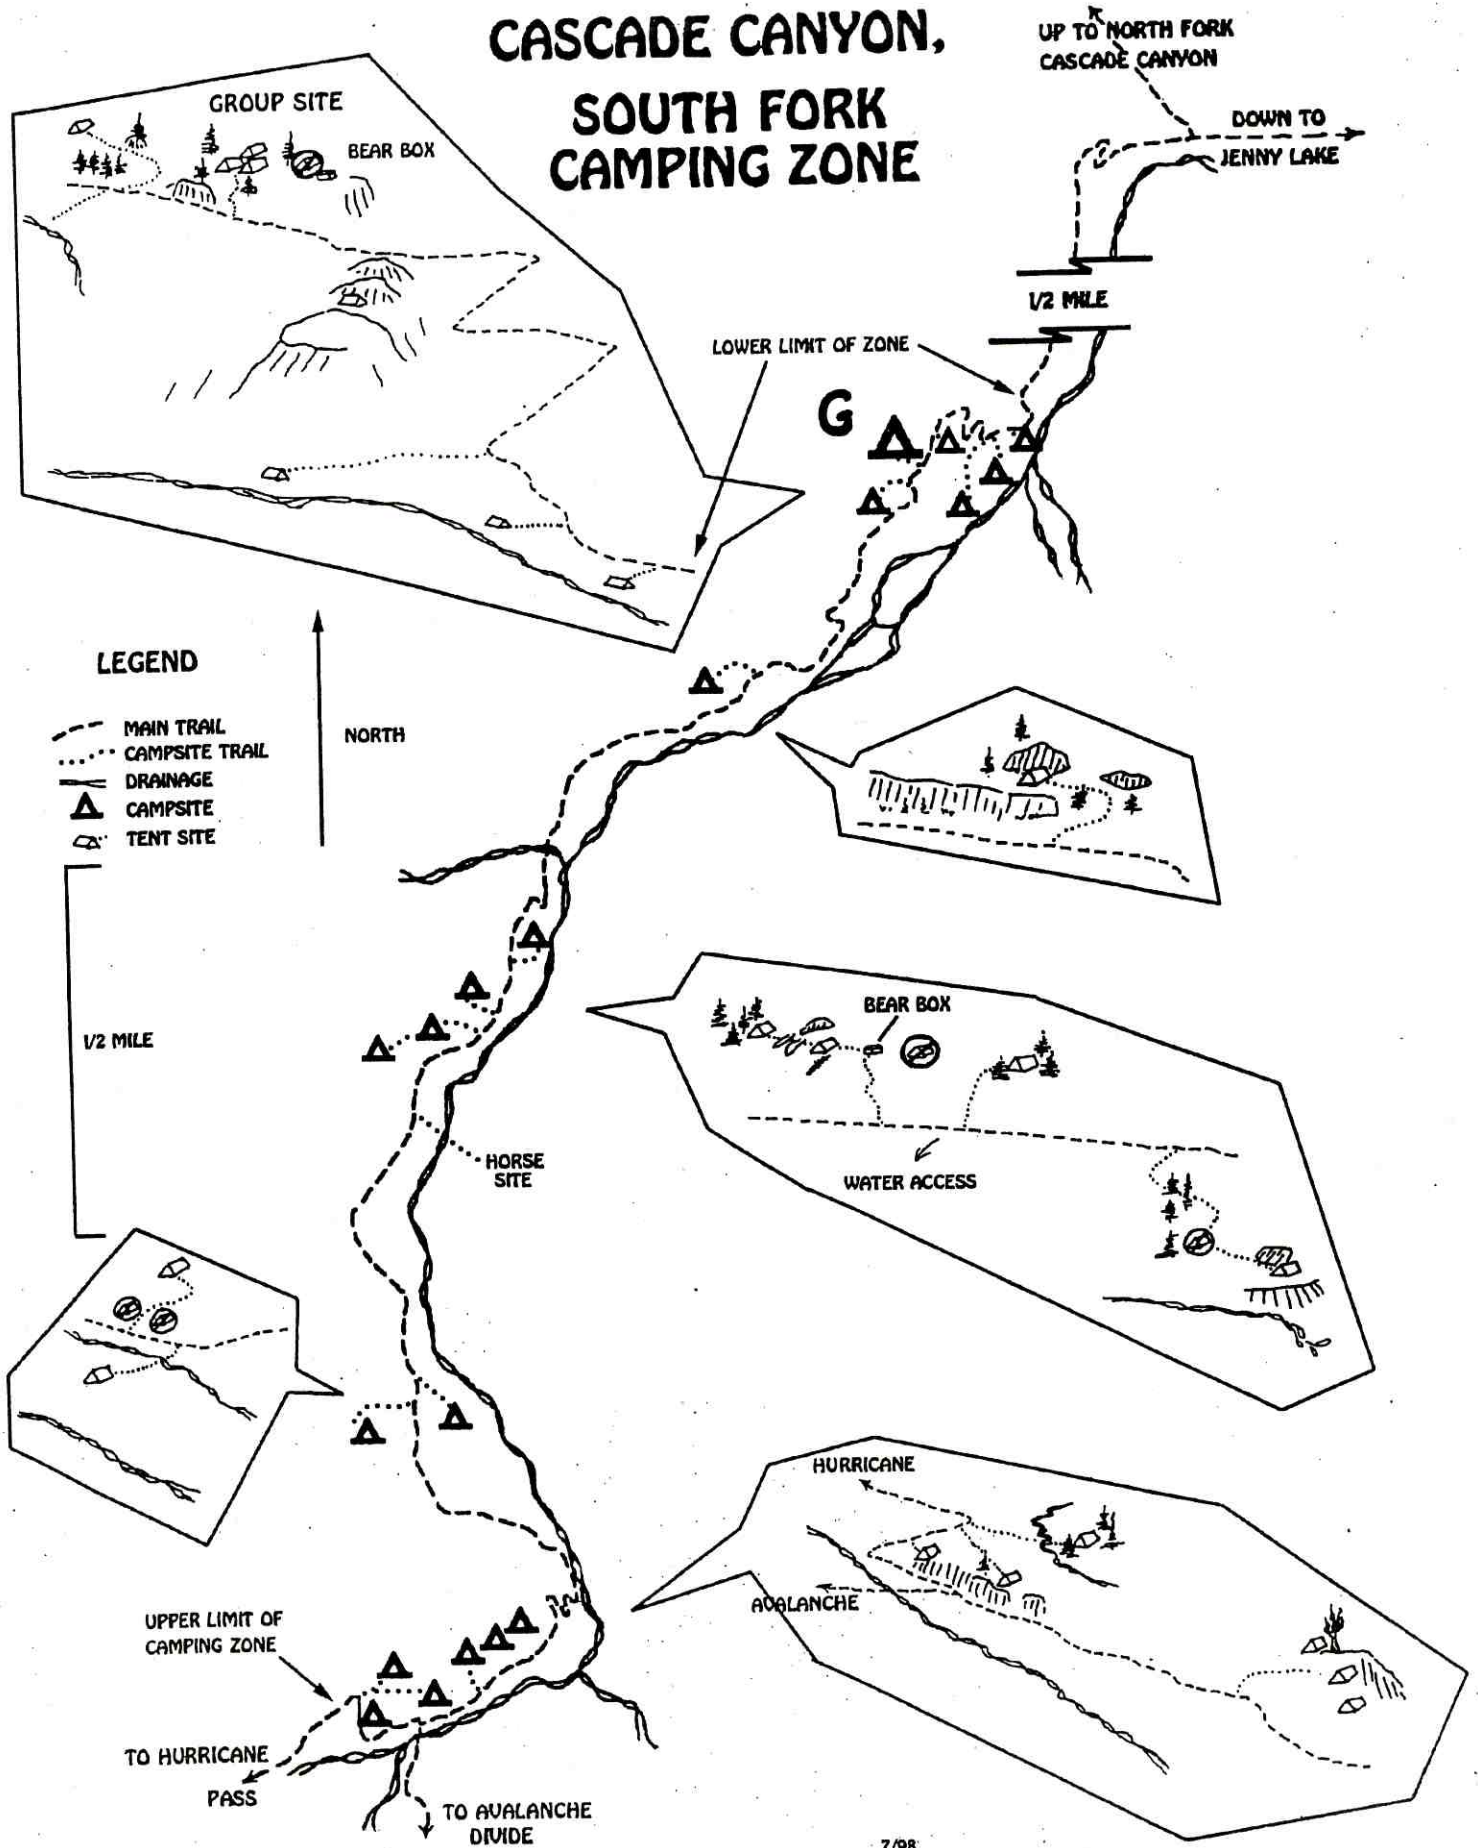 CASCADE CANYON,
SOUTH FORK
CAMPING ZONE
UP TO NORTH FORK
CASCADE CANYON
DOWN TO
JENNY LAKE
1/2 MILE
LOWER LIMIT OF ZONE
G
GROUP SITE
BEAR BOX
LEGEND
MAIN TRAIL
CAMPSITE TRAIL
DRAINAGE
CAMPSITE
TENT SITE
NORTH
1/2 MILE
BEAR BOX
WATER ACCESS
HORSE
SITE
HURRICANE
AVALANCHE
UPPER LIMIT OF
CAMPING ZONE
TO HURRICANE
PASS
TO AVALANCHE
DIVIDE
7/98